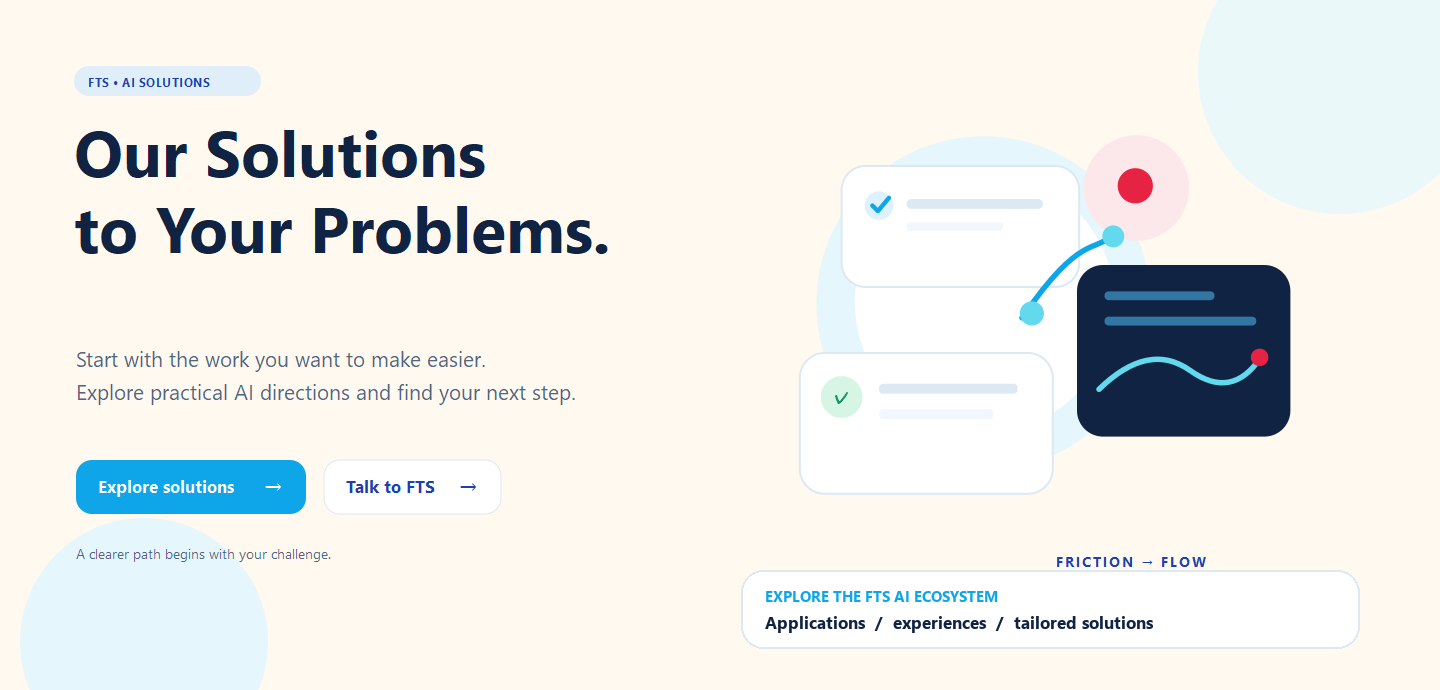 FTS • AI SOLUTIONS
Our Solutions
to Your Problems.
Start with the work you want to make easier.
Explore practical AI directions and find your next step.
Explore solutions →
Talk to FTS →
A clearer path begins with your challenge.
FRICTION → FLOW
EXPLORE THE FTS AI ECOSYSTEM
Applications / experiences / tailored solutions